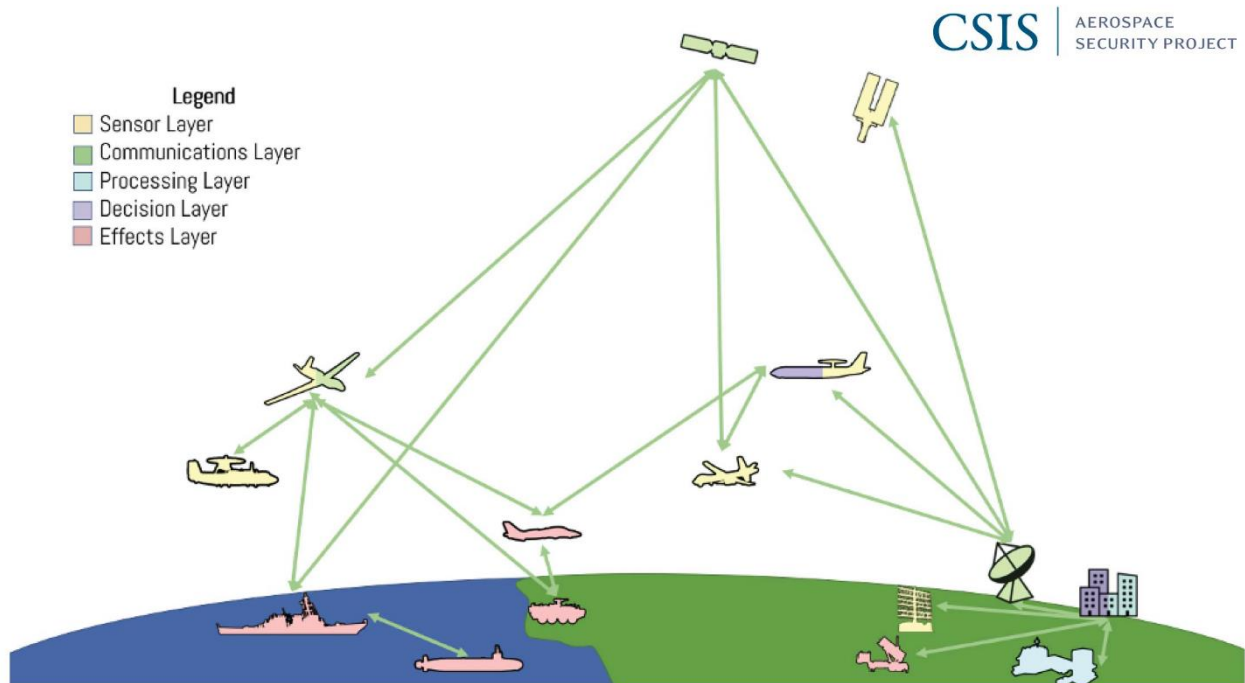 CSIS
AEROSPACE
SECURITY PROJECT
Legend
Sensor Layer
Communications Layer
Processing Layer
Decision Layer
Effects Layer